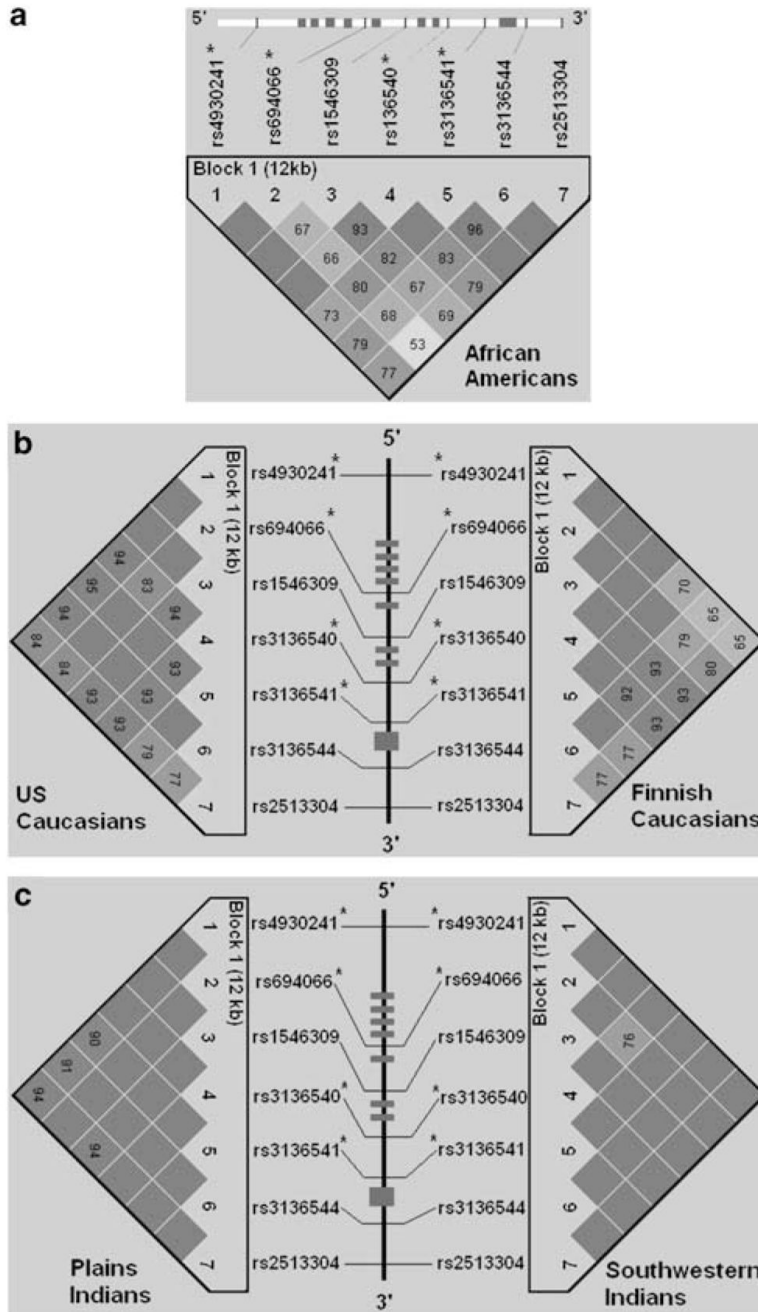 a
5' 3'
rs4930241*
rs694066*
rs1546309
rs136540*
rs3136541*
rs3136544
rs2513304
Block 1 (12kb)
1 2 3 4 5 6 7
67 93 96
66 82 83
80 67 79
73 68 69
79 53
77
African
Americans
b
5'
Block 1 (12 kb)
1 2 3 4 5 6 7
94
95 83
94 94
84 84 93
93 93
93
79
77
US
Caucasians
rs4930241*
rs694066*
rs1546309
rs3136540*
rs3136541*
rs3136544
rs2513304
*rs4930241
*rs694066
rs1546309
*rs3136540
*rs3136541
rs3136544
rs2513304
3'
Block 1 (12 kb)
1 2 3 4 5 6 7
70
65
79 65
93 80
92 93
93
77
77
Finnish
Caucasians
c
5'
Block 1 (12 kb)
1 2 3 4 5 6 7
90
91
94
94
Plains
Indians
rs4930241*
rs694066*
rs1546309
rs3136540*
rs3136541*
rs3136544
rs2513304
*rs4930241
*rs694066
rs1546309
*rs3136540
*rs3136541
rs3136544
rs2513304
3'
Block 1 (12 kb)
1 2 3 4 5 6 7
76
Southwestern
Indians